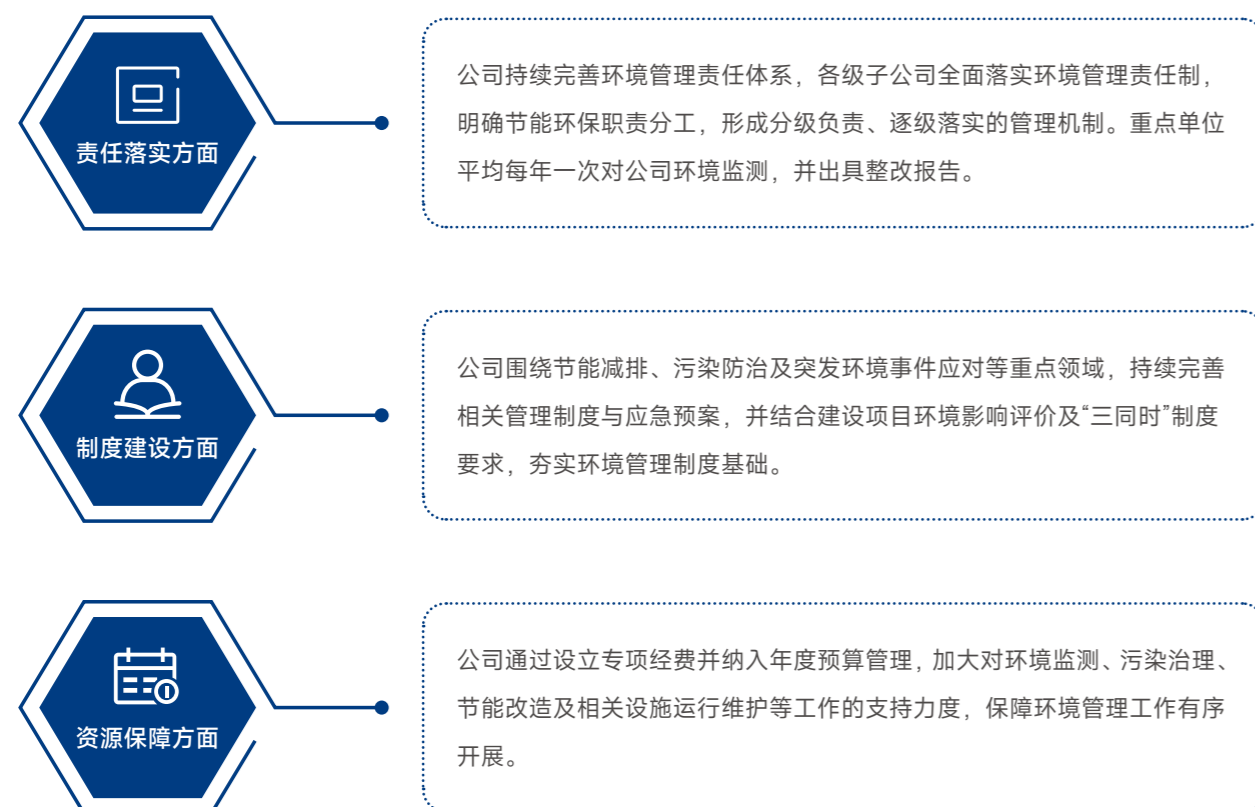 责任落实方面
公司持续完善环境管理责任体系，各级子公司全面落实环境管理责任制，
明确节能环保职责分工，形成分级负责、逐级落实的管理机制。重点单位
平均每年一次对公司环境监测，并出具整改报告。
制度建设方面
公司围绕节能减排、污染防治及突发环境事件应对等重点领域，持续完善
相关管理制度与应急预案，并结合建设项目环境影响评价及“三同时”制度
要求，夯实环境管理制度基础。
资源保障方面
公司通过设立专项经费并纳入年度预算管理，加大对环境监测、污染治理、
节能改造及相关设施运行维护等工作的支持力度，保障环境管理工作有序
开展。